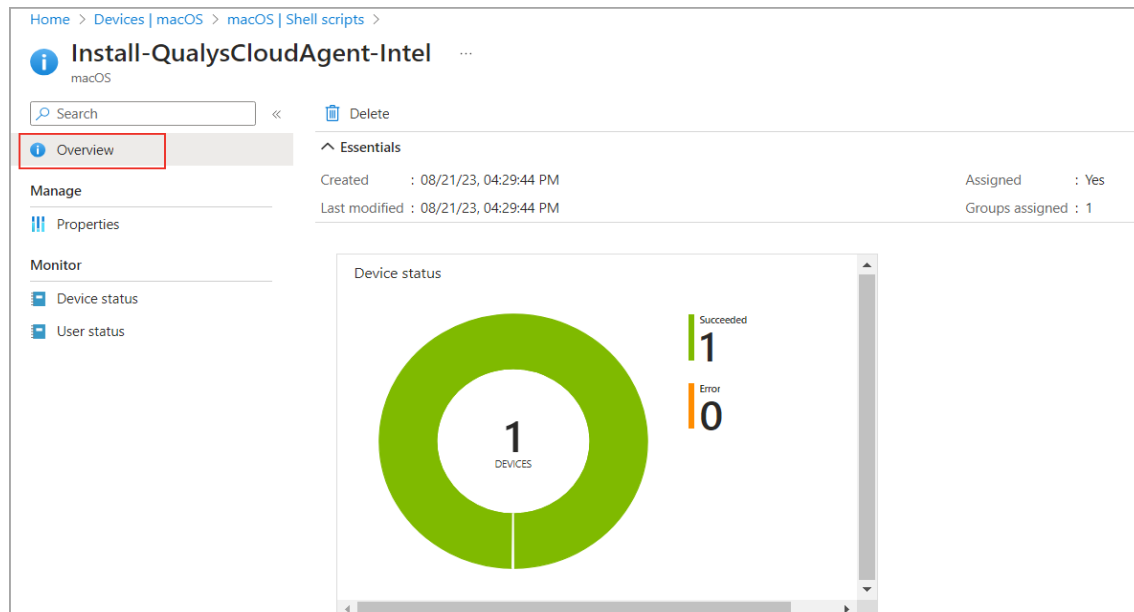 Home > Devices | macOS > macOS | Shell scripts >
Install-QualysCloudAgent-Intel ...
macOS
Search «
Overview
Manage
Properties
Monitor
Device status
User status
Delete
Essentials
Created : 08/21/23, 04:29:44 PM Assigned : Yes
Last modified : 08/21/23, 04:29:44 PM Groups assigned : 1
Device status
Succeeded
1
Error
0
1
DEVICES